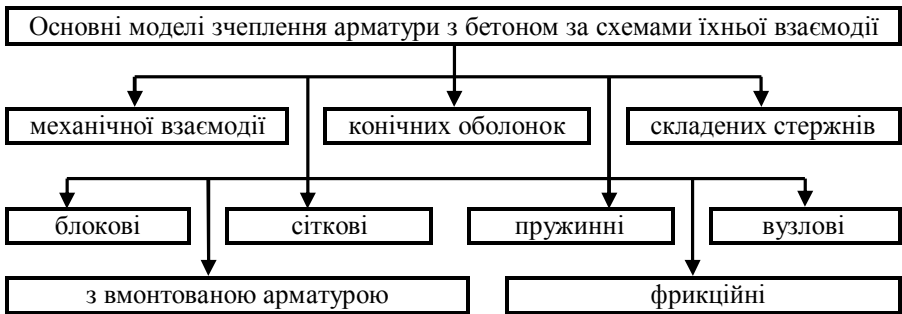 Основні моделі зчеплення арматури з бетоном за схемами їхньої взаємодії
механічної взаємодії
конічних оболонок
складених стержнів
блокові
сіткові
пружинні
вузлові
з вмонтованою арматурою
фрикційні